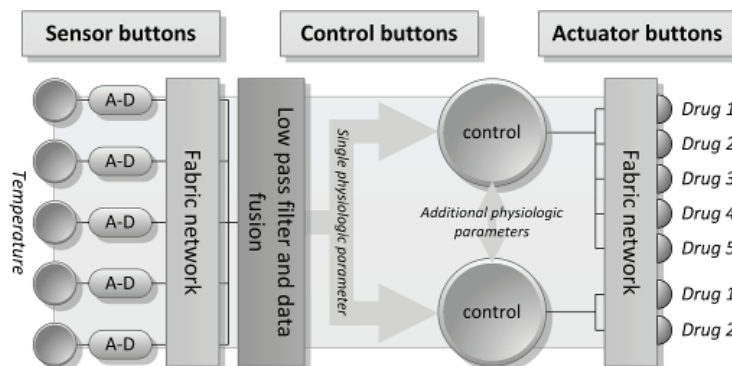 Sensor buttons
Control buttons
Actuator buttons
Temperature
A-D
A-D
A-D
A-D
A-D
Fabric network
Low pass filter and data
fusion
Single physiologic parameter
control
Additional physiologic
parameters
control
Fabric network
Drug 1
Drug 2
Drug 3
Drug 4
Drug 5
Drug 1
Drug 2